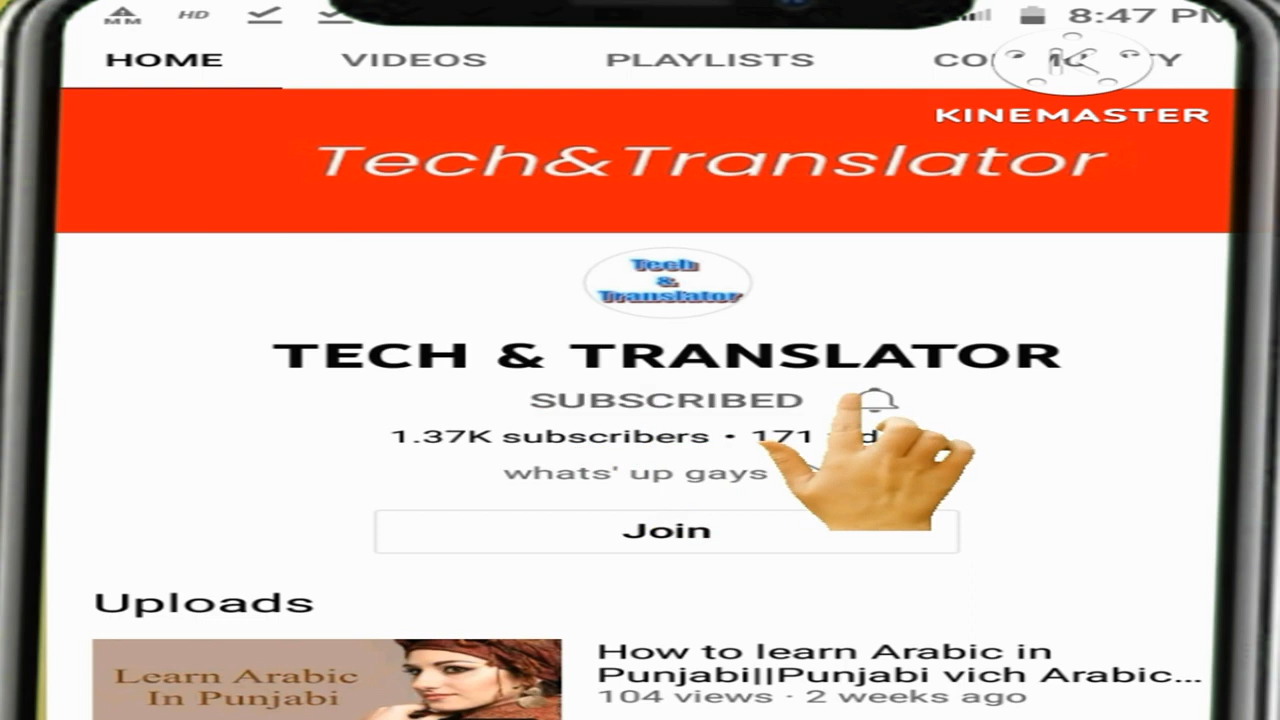 HD
8:47 PM
HOME VIDEOS PLAYLISTS
KINEMASTER
Tech&Translator
Tech
&
Translator
TECH & TRANSLATOR
SUBSCRIBED
1.37K subscribers • 171
whats' up gays
Join
Uploads
Learn Arabic
In Punjabi
How to learn Arabic in
Punjabi||Punjabi vich Arabic...
104 views · 2 weeks ago